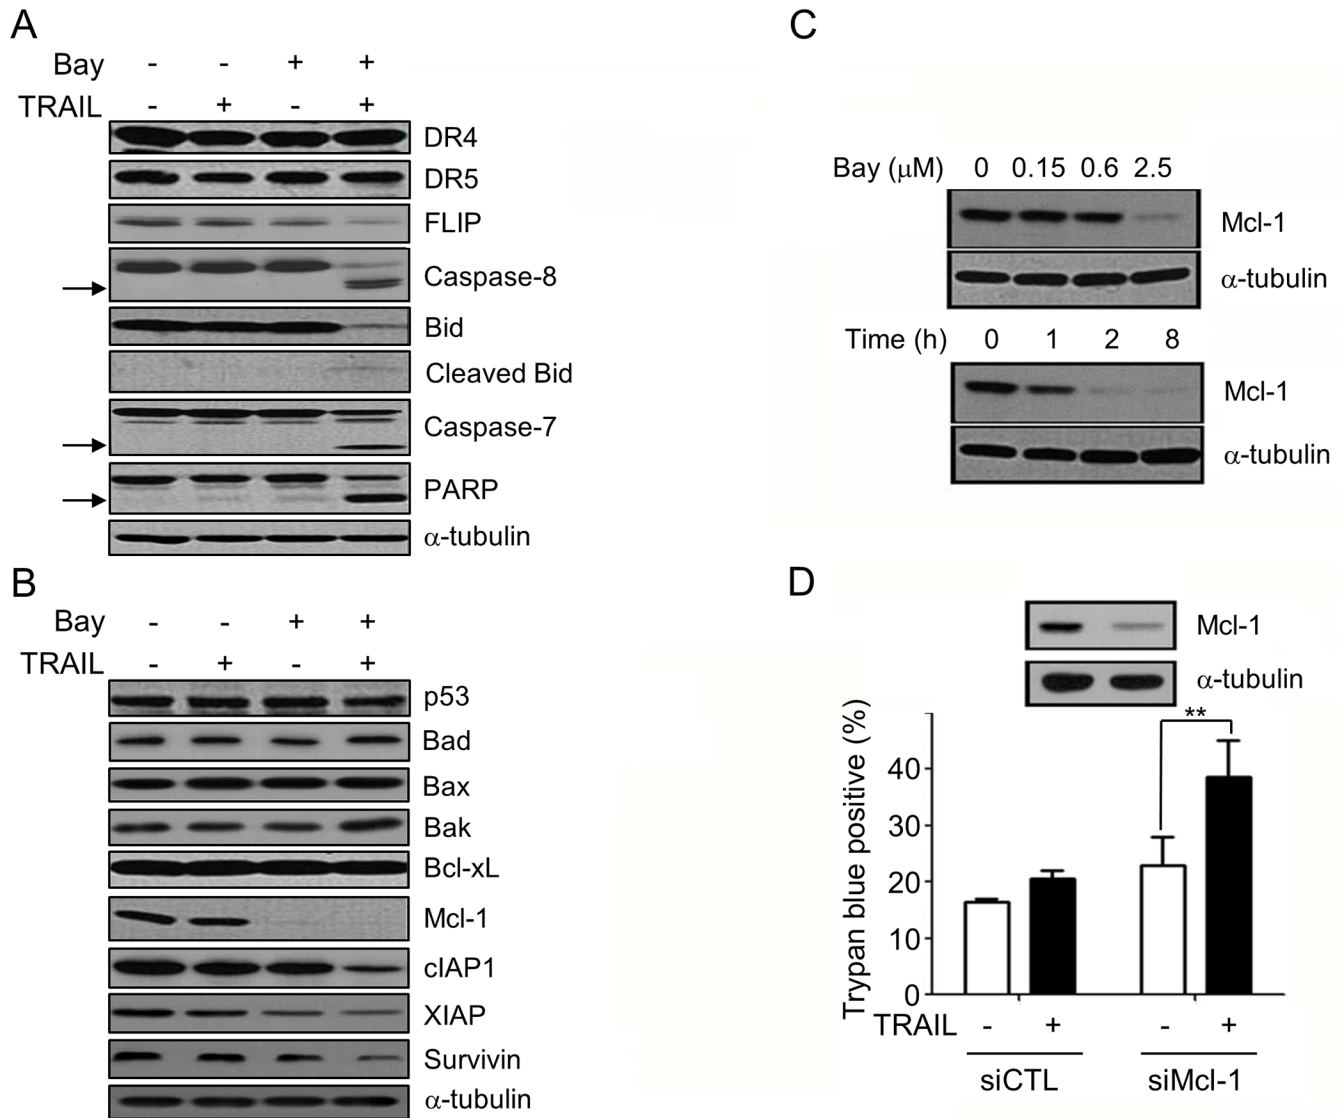 A
Bay - - + +
TRAIL - + - +
DR4
DR5
FLIP
Caspase-8
Bid
Cleaved Bid
Caspase-7
PARP
α-tubulin
B
Bay - - + +
TRAIL - + - +
p53
Bad
Bax
Bak
Bcl-xL
Mcl-1
cIAP1
XIAP
Survivin
α-tubulin
C
Bay (μM) 0 0.15 0.6 2.5
Mcl-1
α-tubulin
Time (h) 0 1 2 8
Mcl-1
α-tubulin
D
Mcl-1
α-tubulin
**
Trypan blue positive (%)
40
30
20
10
0
TRAIL - + - +
siCTL siMcl-1